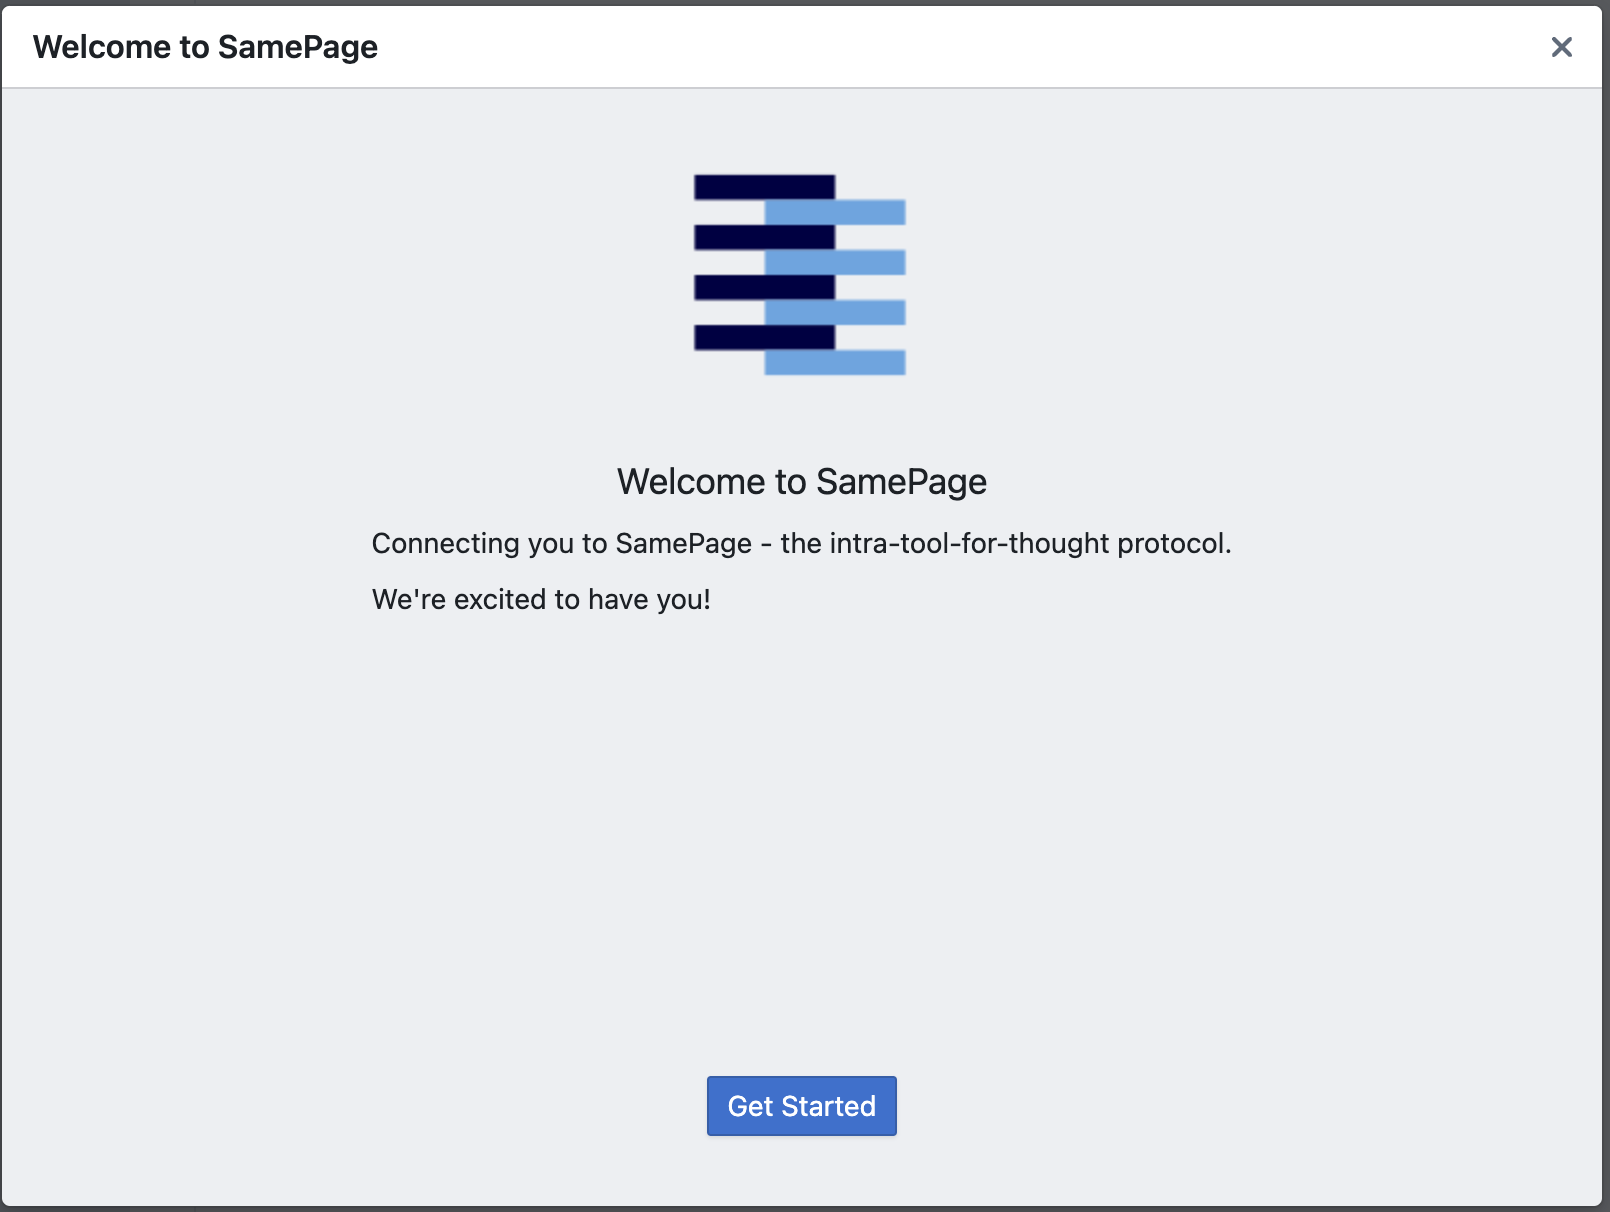 Welcome to SamePage
Welcome to SamePage
Connecting you to SamePage - the intra-tool-for-thought protocol.
We're excited to have you!
Get Started